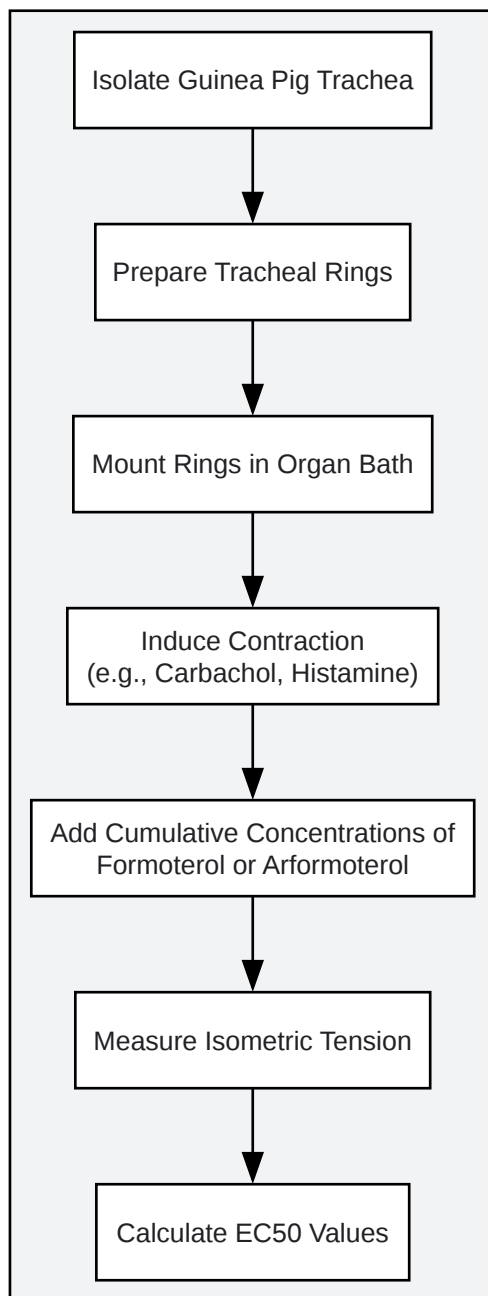 Isolate Guinea Pig Trachea
Prepare Tracheal Rings
Mount Rings in Organ Bath
Induce Contraction
(e.g., Carbachol, Histamine)
Add Cumulative Concentrations of
Formoterol or Arformoterol
Measure Isometric Tension
Calculate EC50 Values